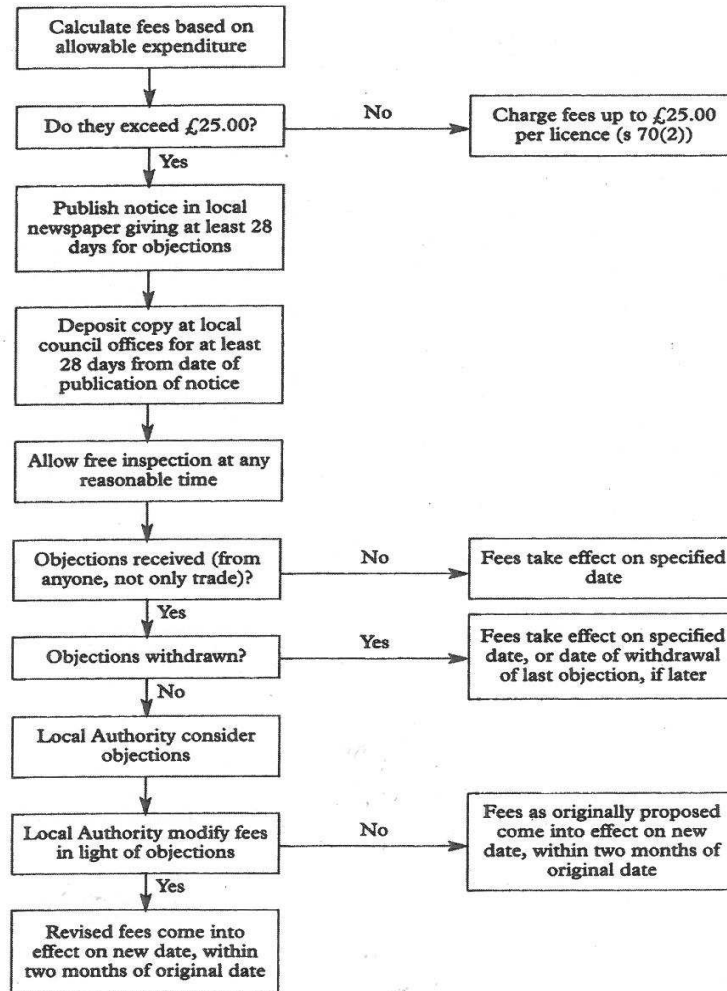 Calculate fees based on
allowable expenditure
Do they exceed £25.00?
No
Charge fees up to £25.00
per licence (s 70(2))
Yes
Publish notice in local
newspaper giving at least 28
days for objections
Deposit copy at local
council offices for at least
28 days from date of
publication of notice
Allow free inspection at any
reasonable time
Objections received (from
anyone, not only trade)?
No
Fees take effect on specified
date
Yes
Objections withdrawn?
Yes
Fees take effect on specified
date, or date of withdrawal
of last objection, if later
No
Local Authority consider
objections
Local Authority modify fees
in light of objections
No
Fees as originally proposed
come into effect on new
date, within two months of
original date
Yes
Revised fees come into
effect on new date, within
two months of original date